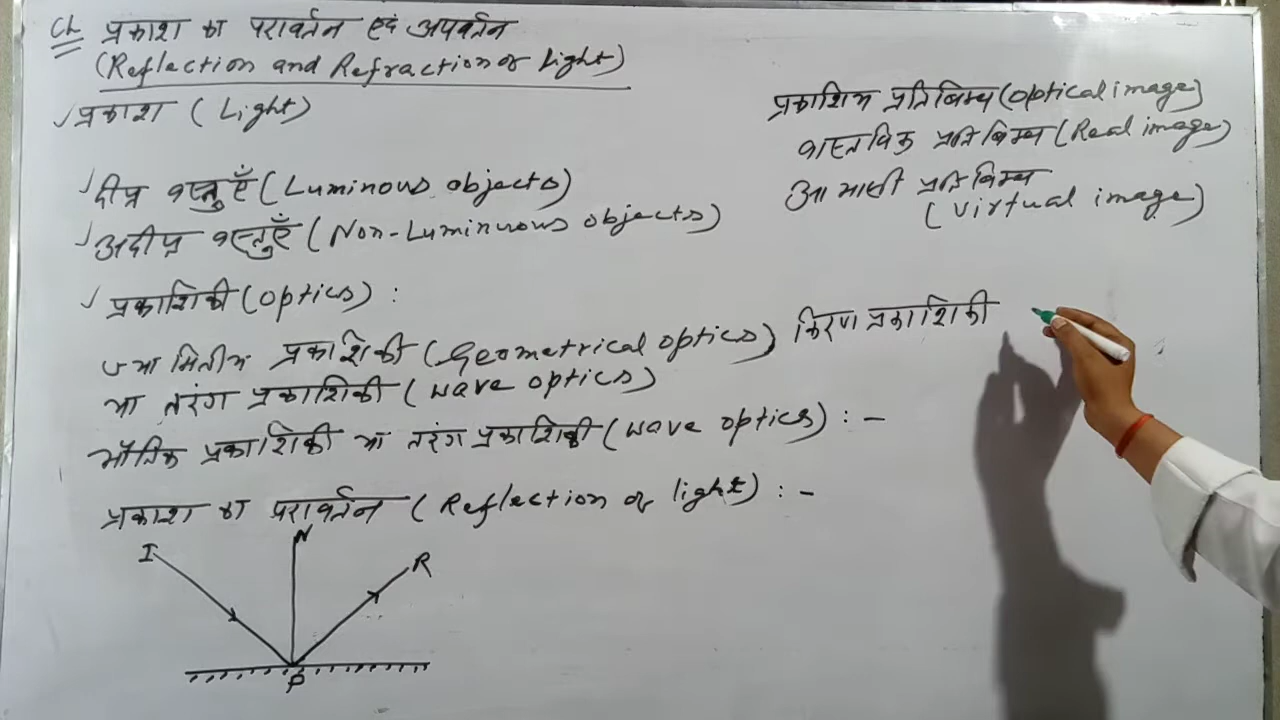 Ch प्रकाश का परावर्तन एवं अपवर्तन
(Reflection and Refraction of Light)
प्रकाश (Light)
दीप्त वस्तुएँ (Luminous objects)
अदीप्त वस्तुएँ (Non-Luminuous objects)
प्रकाशिकी (optics) :
ज्यामितीय प्रकाशिकी (Geometrical optics) किरण प्रकाशिकी
या तरंग प्रकाशिकी (wave optics)
भौतिक प्रकाशिकी या तरंग प्रकाशिकी (wave optics) : -
प्रकाश का परावर्तन (Reflection of light) : -
I N R
P
प्रकाशिक प्रतिबिम्ब (optical image)
वास्तविक प्रतिबिम्ब (Real image)
आभासी प्रतिबिम्ब
(virtual image)